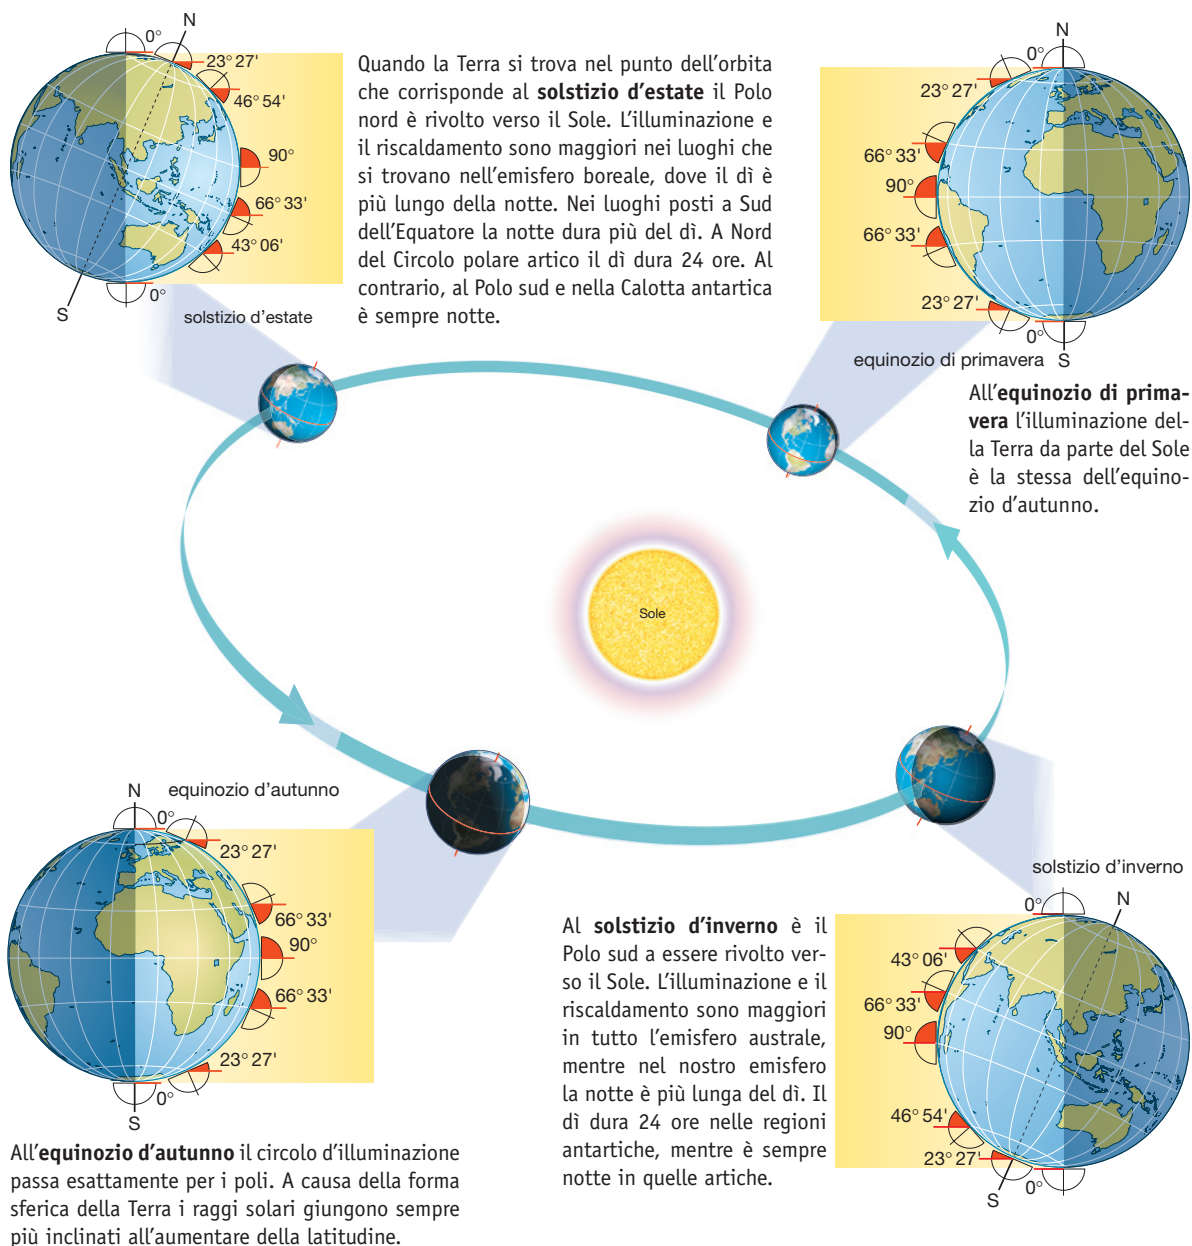 N
0°
23° 27'
46° 54'
90°
66° 33'
43° 06'
0°
S
solstizio d'estate
Quando la Terra si trova nel punto dell'orbita
che corrisponde al solstizio d'estate il Polo
nord è rivolto verso il Sole. L'illuminazione e
il riscaldamento sono maggiori nei luoghi che
si trovano nell'emisfero boreale, dove il dì è
più lungo della notte. Nei luoghi posti a Sud
dell'Equatore la notte dura più del dì. A Nord
del Circolo polare artico il dì dura 24 ore. Al
contrario, al Polo sud e nella Calotta antartica
è sempre notte.
N
0°
23° 27'
66° 33'
90°
66° 33'
23° 27'
0°
S
equinozio di primavera
All'equinozio di prima-
vera l'illuminazione del-
la Terra da parte del Sole
è la stessa dell'equino-
zio d'autunno.
Sole
equinozio d'autunno
N
0°
23° 27'
66° 33'
90°
66° 33'
23° 27'
0°
S
All'equinozio d'autunno il circolo d'illuminazione
passa esattamente per i poli. A causa della forma
sferica della Terra i raggi solari giungono sempre
più inclinati all'aumentare della latitudine.
Al solstizio d'inverno è il
Polo sud a essere rivolto ver-
so il Sole. L'illuminazione e il
riscaldamento sono maggiori
in tutto l'emisfero australe,
mentre nel nostro emisfero
la notte è più lunga del dì. Il
dì dura 24 ore nelle regioni
antartiche, mentre è sempre
notte in quelle artiche.
solstizio d'inverno
0°
N
43° 06'
66° 33'
90°
46° 54'
23° 27'
0°
S